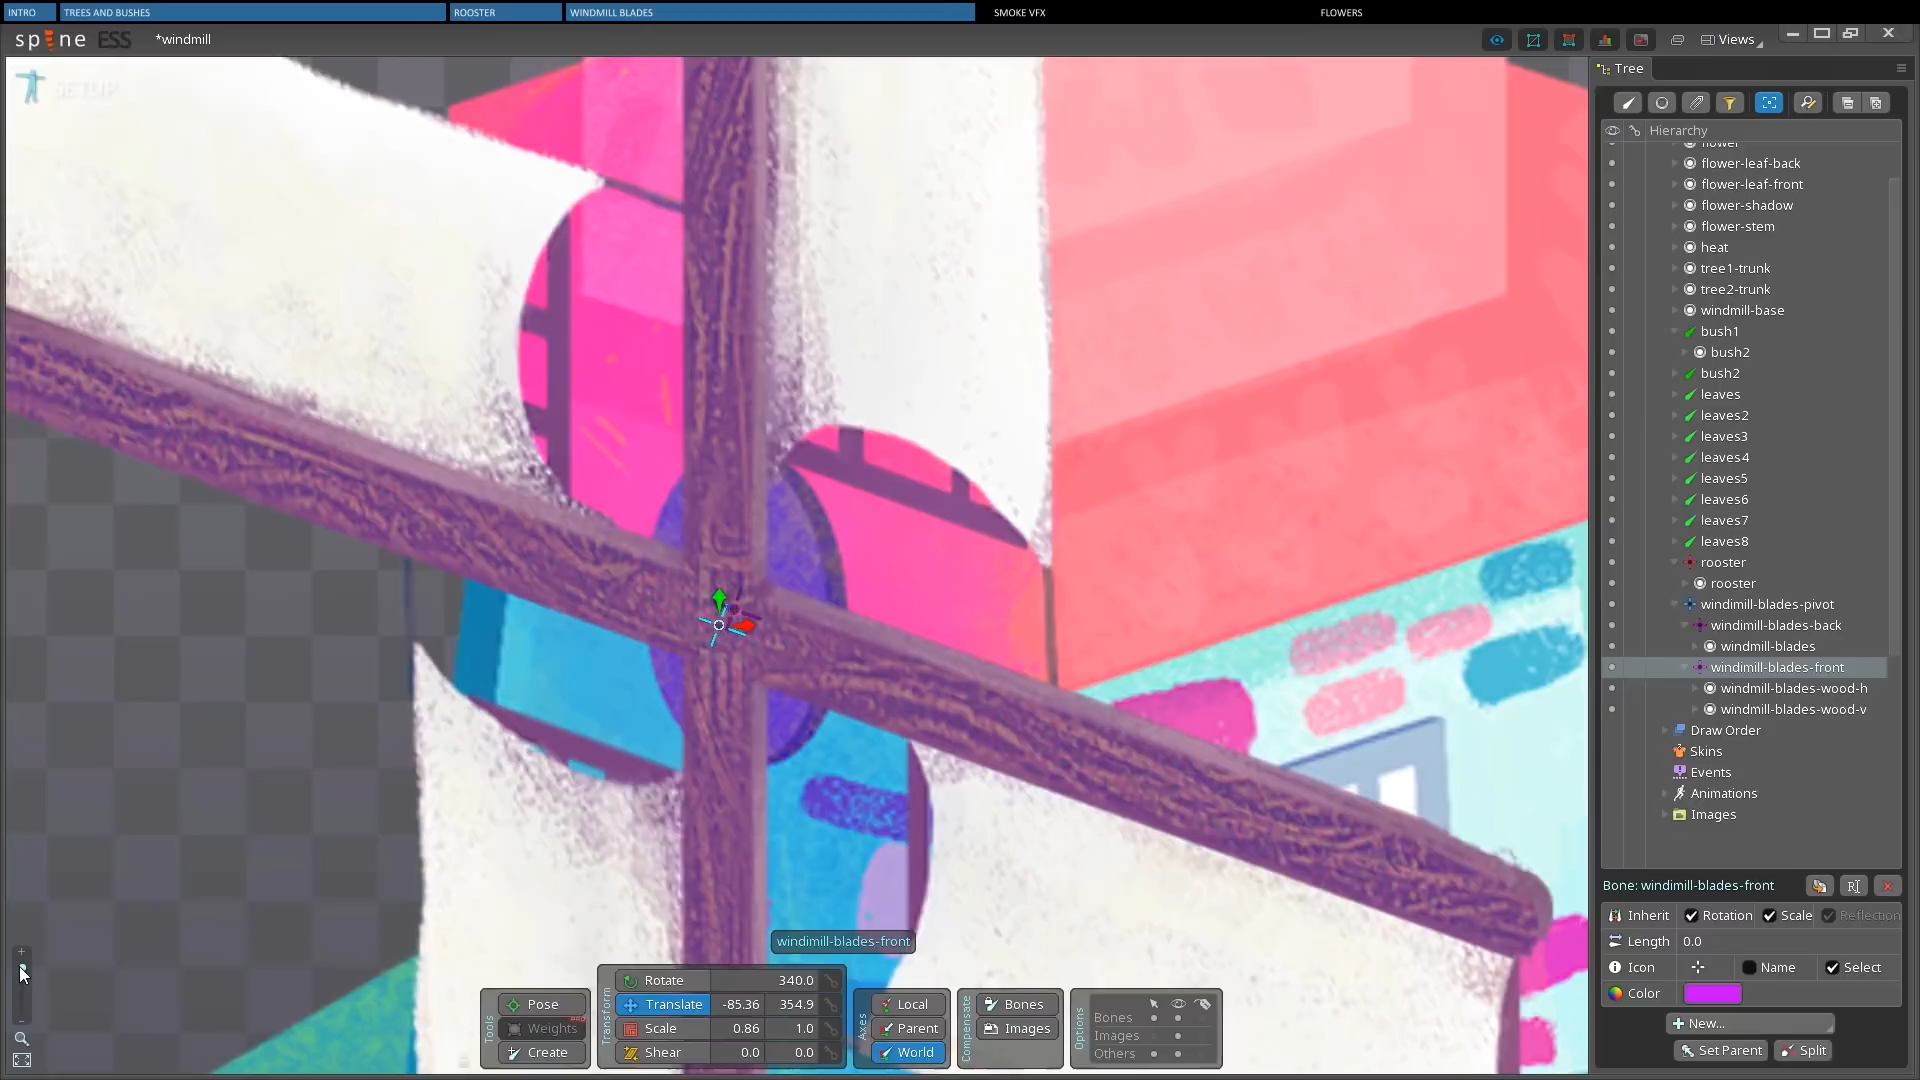 INTRO
TREES AND BUSHES
ROOSTER
WINDMILL BLADES
SMOKE VFX
FLOWERS
spine ESS
*windmill
Views
SETUP
Tree
Hierarchy
flower
flower-leaf-back
flower-leaf-front
flower-shadow
flower-stem
heat
tree1-trunk
tree2-trunk
windmill-base
bush1
bush2
bush2
leaves
leaves2
leaves3
leaves4
leaves5
leaves6
leaves7
leaves8
rooster
rooster
windimill-blades-pivot
windimill-blades-back
windmill-blades
windimill-blades-front
windmill-blades-wood-h
windmill-blades-wood-v
Draw Order
Skins
Events
Animations
Images
Bone: windimill-blades-front
Inherit Rotation Scale Reflection
Length 0.0
Icon Name Select
Color
New...
Set Parent Split
windimill-blades-front
Tools
Pose
Weights
Create
Transform
Rotate 340.0
Translate -85.36 354.9
Scale 0.86 1.0
Shear 0.0 0.0
Axes
Local
Parent
World
Compensate
Bones
Images
Options
Bones
Images
Others